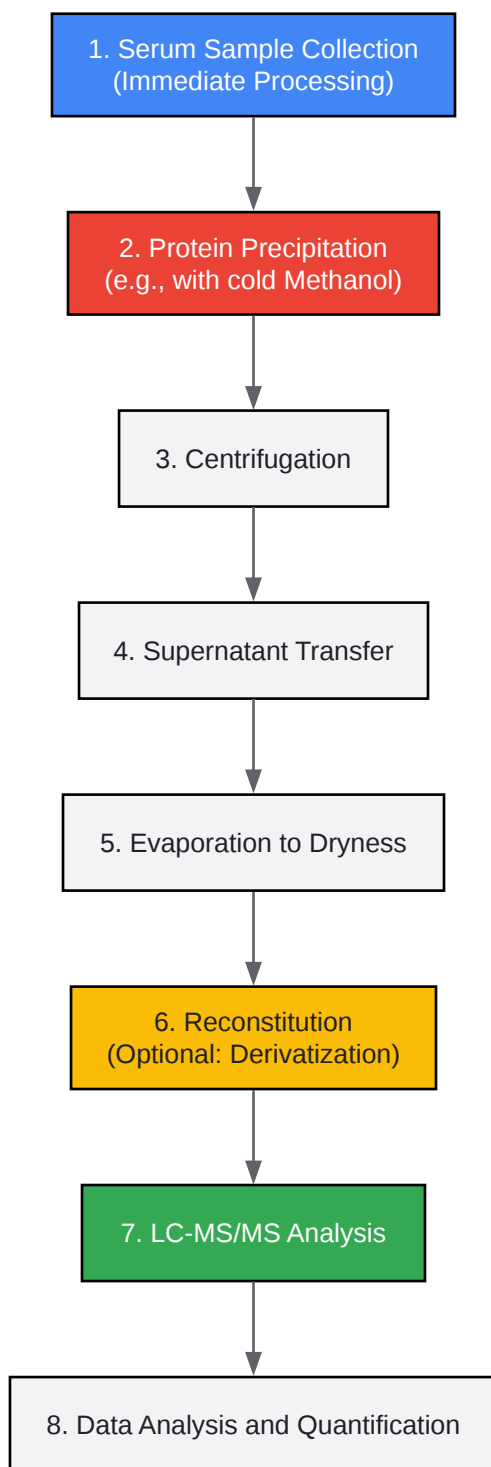 1. Serum Sample Collection
(Immediate Processing)
2. Protein Precipitation
(e.g., with cold Methanol)
3. Centrifugation
4. Supernatant Transfer
5. Evaporation to Dryness
6. Reconstitution
(Optional: Derivatization)
7. LC-MS/MS Analysis
8. Data Analysis and Quantification